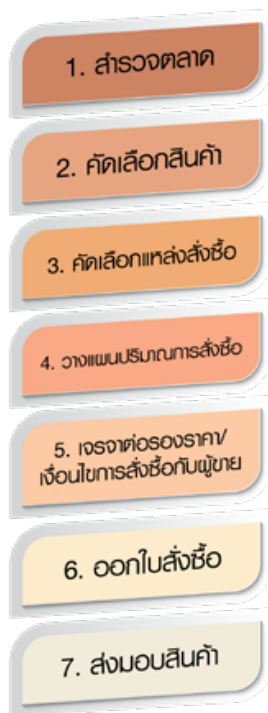 1. สำรวจตลาด
2. คัดเลือกสินค้า
3. คัดเลือกแหล่งสั่งซื้อ
4. วางแผนปริมาณการสั่งซื้อ
5. เจรจาต่อรองราคา/
เงื่อนไขการสั่งซื้อกับผู้ขาย
6. ออกใบสั่งซื้อ
7. ส่งมอบสินค้า